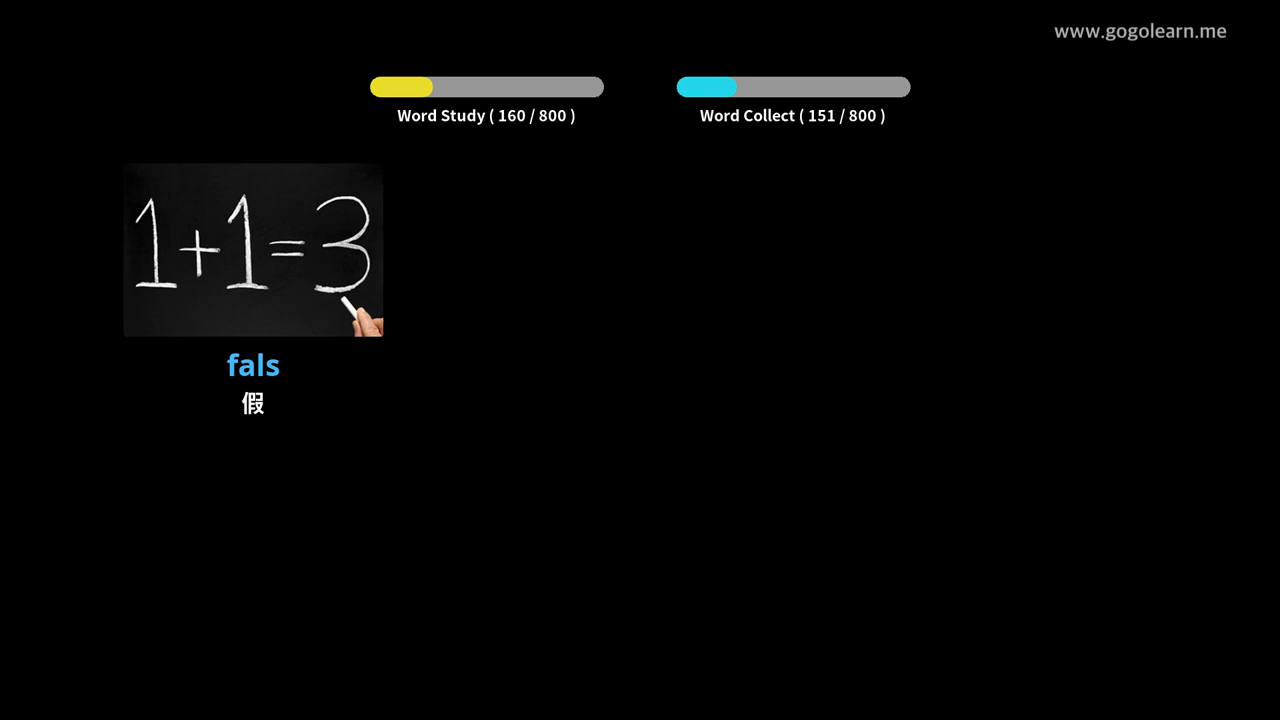 www.gogolearn.me
Word Study ( 160 / 800 )
Word Collect ( 151 / 800 )
1+1=3
fals
假